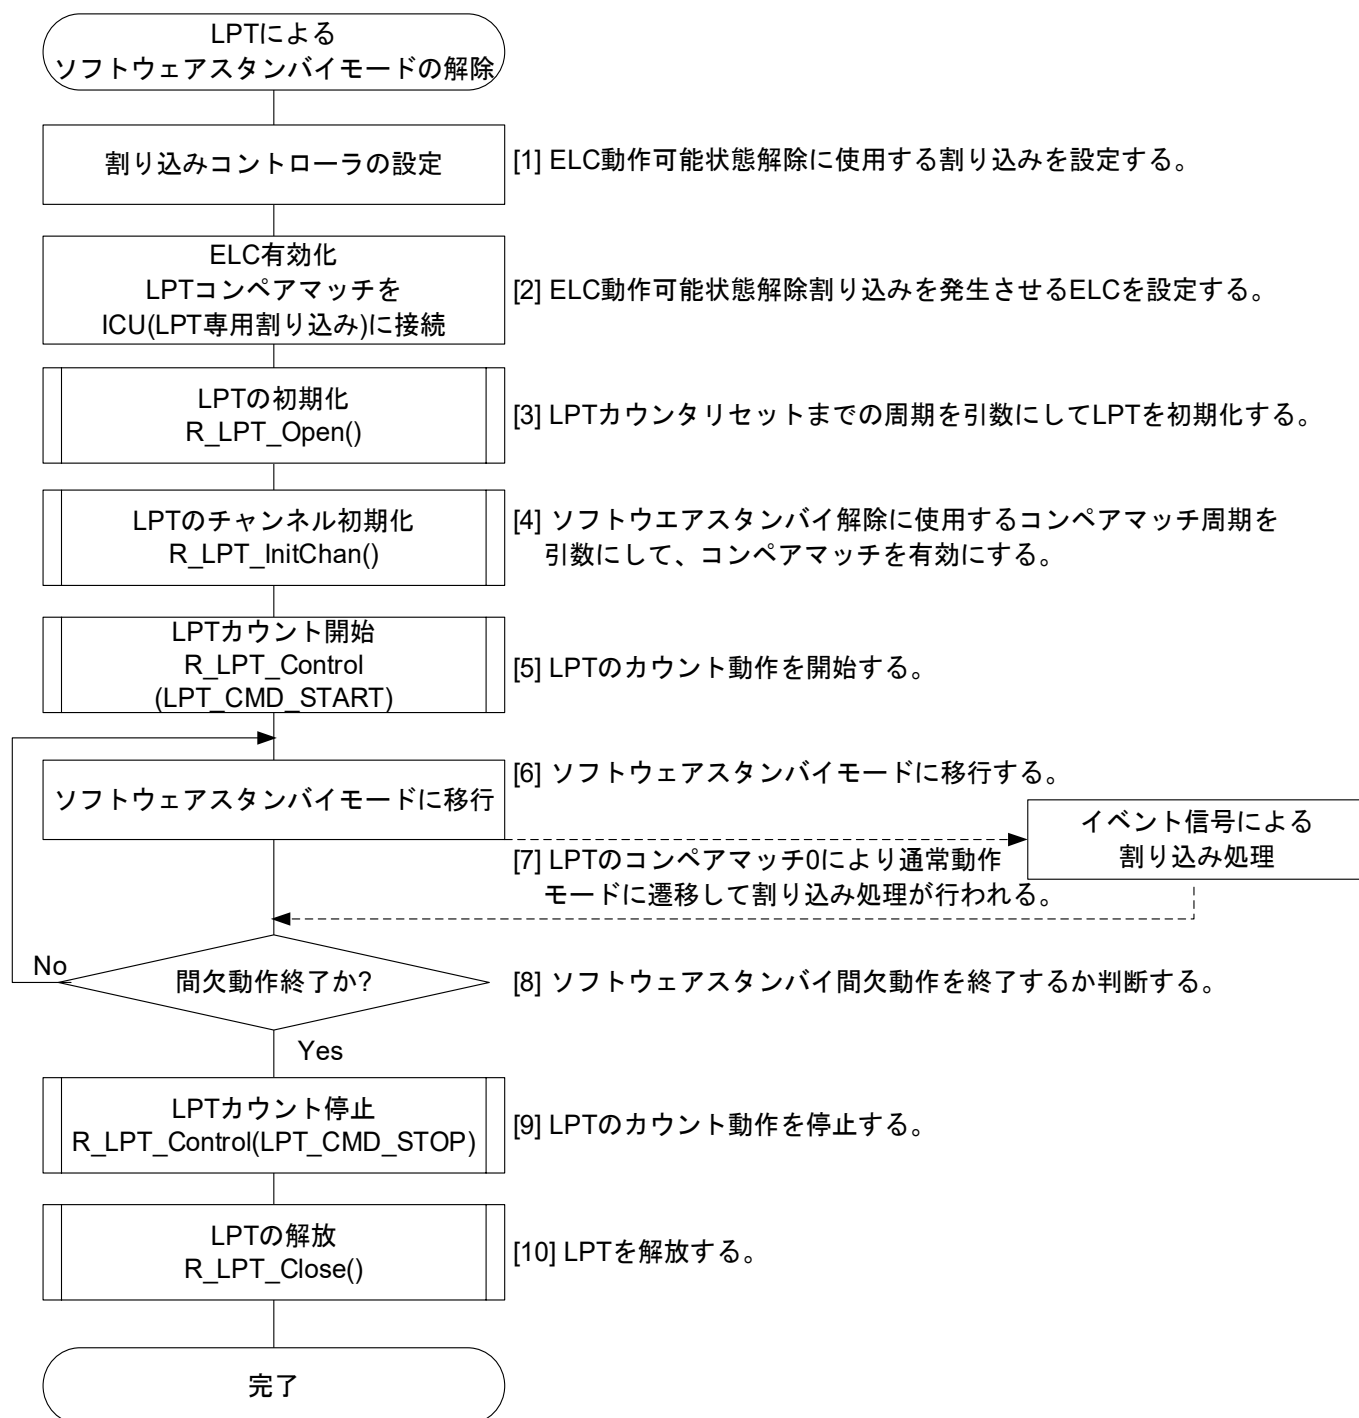 LPTによる
ソフトウェアスタンバイモードの解除
割り込みコントローラの設定
[1] ELC動作可能状態解除に使用する割り込みを設定する。
ELC有効化
LPTコンペアマッチを
ICU(LPT専用割り込み)に接続
[2] ELC動作可能状態解除割り込みを発生させるELCを設定する。
LPTの初期化
R_LPT_Open()
[3] LPTカウンタリセットまでの周期を引数にしてLPTを初期化する。
LPTのチャンネル初期化
R_LPT_InitChan()
[4] ソフトウエアスタンバイ解除に使用するコンペアマッチ周期を
引数にして、コンペアマッチを有効にする。
LPTカウント開始
R_LPT_Control
(LPT_CMD_START)
[5] LPTのカウント動作を開始する。
ソフトウェアスタンバイモードに移行
[6] ソフトウェアスタンバイモードに移行する。
イベント信号による
割り込み処理
[7] LPTのコンペアマッチ0により通常動作
モードに遷移して割り込み処理が行われる。
No
間欠動作終了か?
[8] ソフトウェアスタンバイ間欠動作を終了するか判断する。
Yes
LPTカウント停止
R_LPT_Control(LPT_CMD_STOP)
[9] LPTのカウント動作を停止する。
LPTの解放
R_LPT_Close()
[10] LPTを解放する。
完了